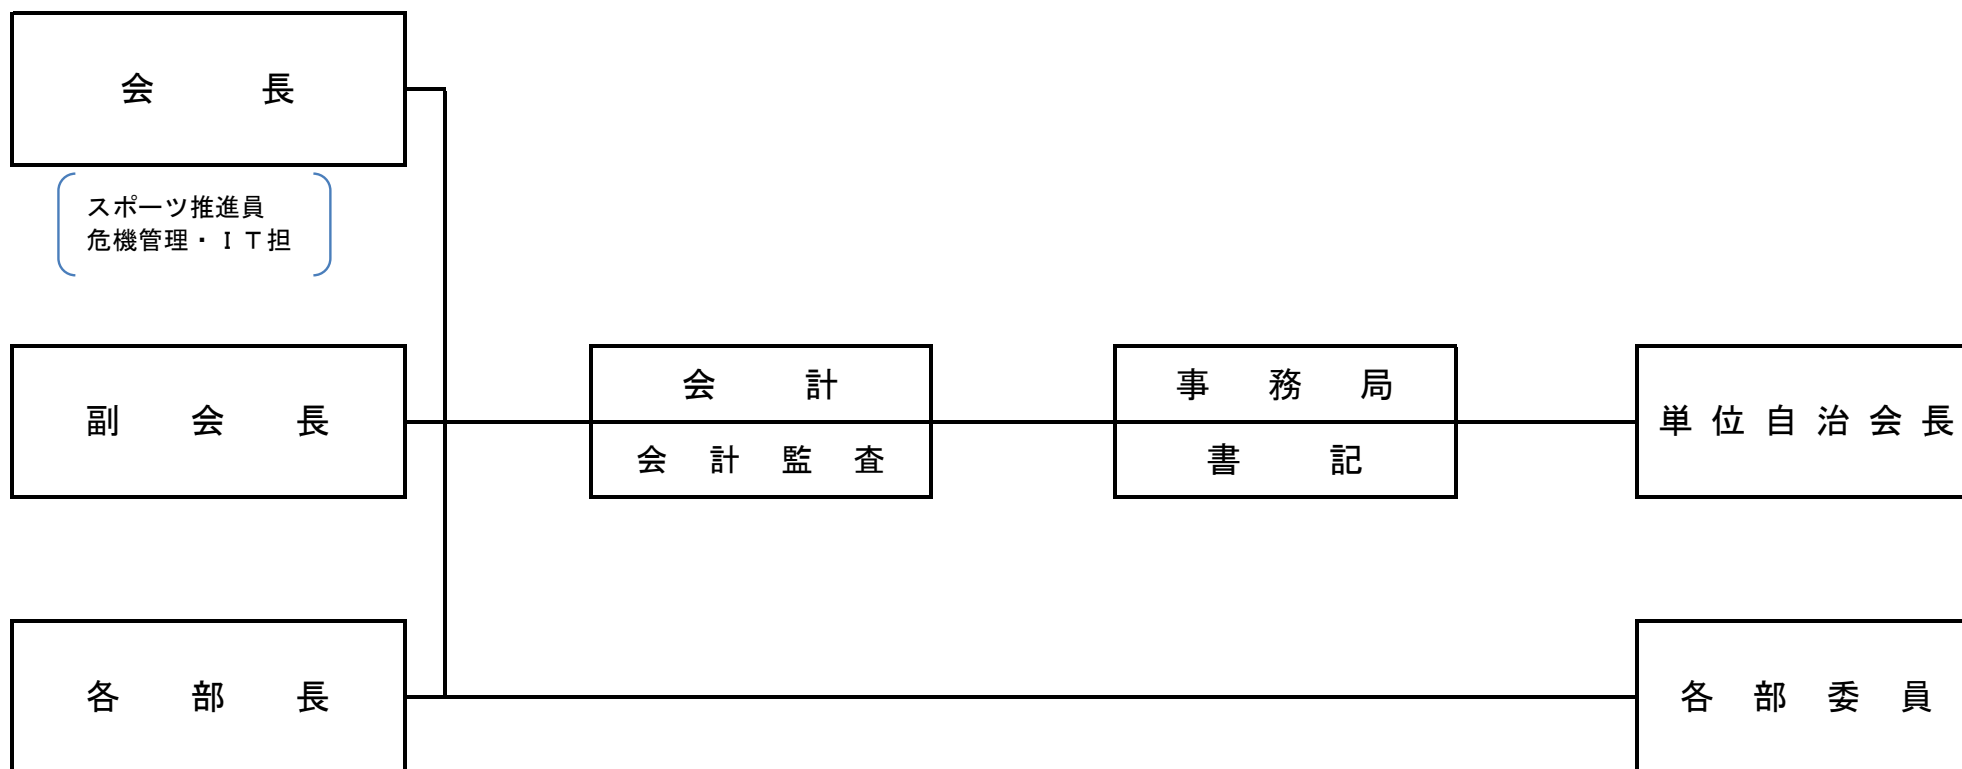 会長
スポーツ推進員
危機管理・ＩＴ担
副会長
会計
会計監査
事務局
書記
単位自治会長
各部長
各部委員